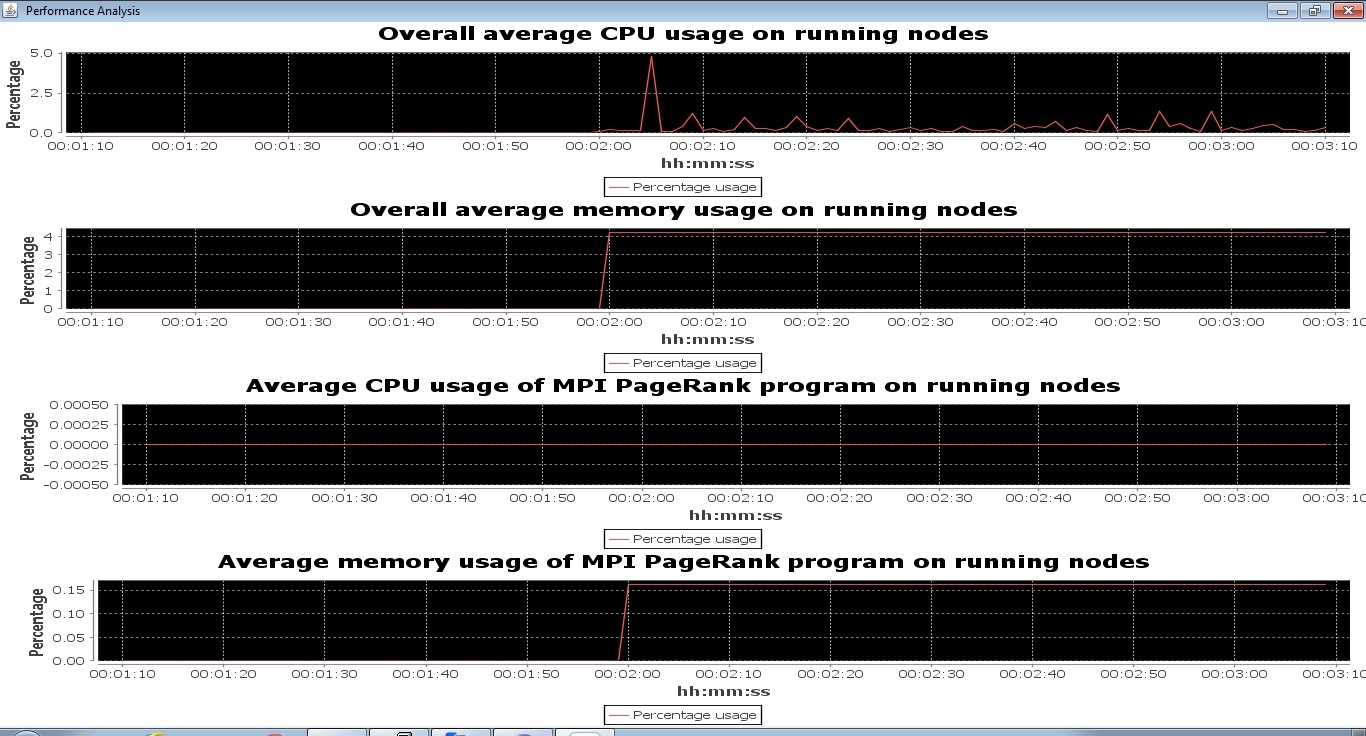 Performance Analysis
Overall average CPU usage on running nodes
Percentage
5.0
2.5
0.0
00:01:10 00:01:20 00:01:30 00:01:40 00:01:50 00:02:00 00:02:10 00:02:20 00:02:30 00:02:40 00:02:50 00:03:00 00:03:10
hh:mm:ss
Percentage usage
Overall average memory usage on running nodes
Percentage
4
3
2
1
0
00:01:10 00:01:20 00:01:30 00:01:40 00:01:50 00:02:00 00:02:10 00:02:20 00:02:30 00:02:40 00:02:50 00:03:00 00:03:10
hh:mm:ss
Percentage usage
Average CPU usage of MPI PageRank program on running nodes
Percentage
0.00050
0.00025
0.00000
-0.00025
-0.00050
00:01:10 00:01:20 00:01:30 00:01:40 00:01:50 00:02:00 00:02:10 00:02:20 00:02:30 00:02:40 00:02:50 00:03:00 00:03:10
hh:mm:ss
Percentage usage
Average memory usage of MPI PageRank program on running nodes
Percentage
0.15
0.10
0.05
0.00
00:01:10 00:01:20 00:01:30 00:01:40 00:01:50 00:02:00 00:02:10 00:02:20 00:02:30 00:02:40 00:02:50 00:03:00 00:03:10
hh:mm:ss
Percentage usage